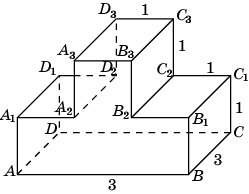 D₃ 1 C₃
A₃ B₃ 1
D₁ D₂ C₂ 1 C₁
A₁ A₂ B₂ B₁ 1
D C
3
A 3 B